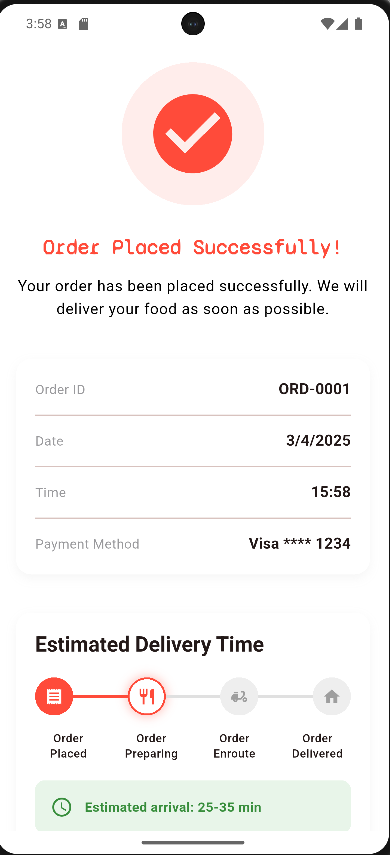 3:58
Order Placed Successfully!
Your order has been placed successfully. We will
deliver your food as soon as possible.
Order ID ORD-0001
Date 3/4/2025
Time 15:58
Payment Method Visa **** 1234
Estimated Delivery Time
Order Order Order Order
Placed Preparing Enroute Delivered
Estimated arrival: 25-35 min